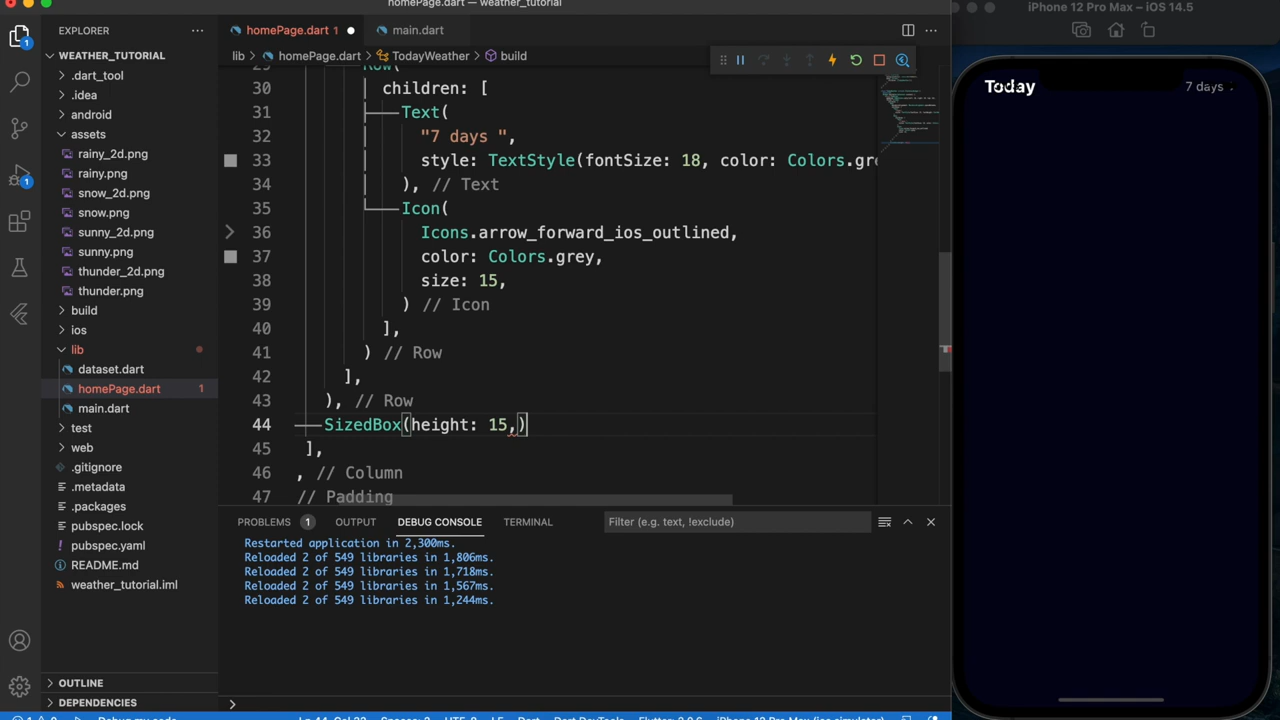 homePage.dart — weather_tutorial
iPhone 12 Pro Max – iOS 14.5
EXPLORER
homePage.dart 1
main.dart
WEATHER_TUTORIAL
lib > homePage.dart > TodayWeather > build
.dart_tool
.idea
android
assets
rainy_2d.png
rainy.png
snow_2d.png
snow.png
sunny_2d.png
sunny.png
thunder_2d.png
thunder.png
build
ios
lib
dataset.dart
homePage.dart 1
main.dart
test
web
.gitignore
.metadata
.packages
pubspec.lock
pubspec.yaml
README.md
weather_tutorial.iml
OUTLINE
DEPENDENCIES
29 Row(
30 children: [
31 Text(
32 "7 days ",
33 style: TextStyle(fontSize: 18, color: Colors.gre
34 ), // Text
35 Icon(
36 Icons.arrow_forward_ios_outlined,
37 color: Colors.grey,
38 size: 15,
39 ) // Icon
40 ],
41 ) // Row
42 ],
43 ), // Row
44 SizedBox(height: 15,)
45 ],
46 , // Column
47 // Padding
PROBLEMS 1 OUTPUT DEBUG CONSOLE TERMINAL
Filter (e.g. text, !exclude)
Restarted application in 2,300ms.
Reloaded 2 of 549 libraries in 1,806ms.
Reloaded 2 of 549 libraries in 1,718ms.
Reloaded 2 of 549 libraries in 1,567ms.
Reloaded 2 of 549 libraries in 1,244ms.
Today
7 days